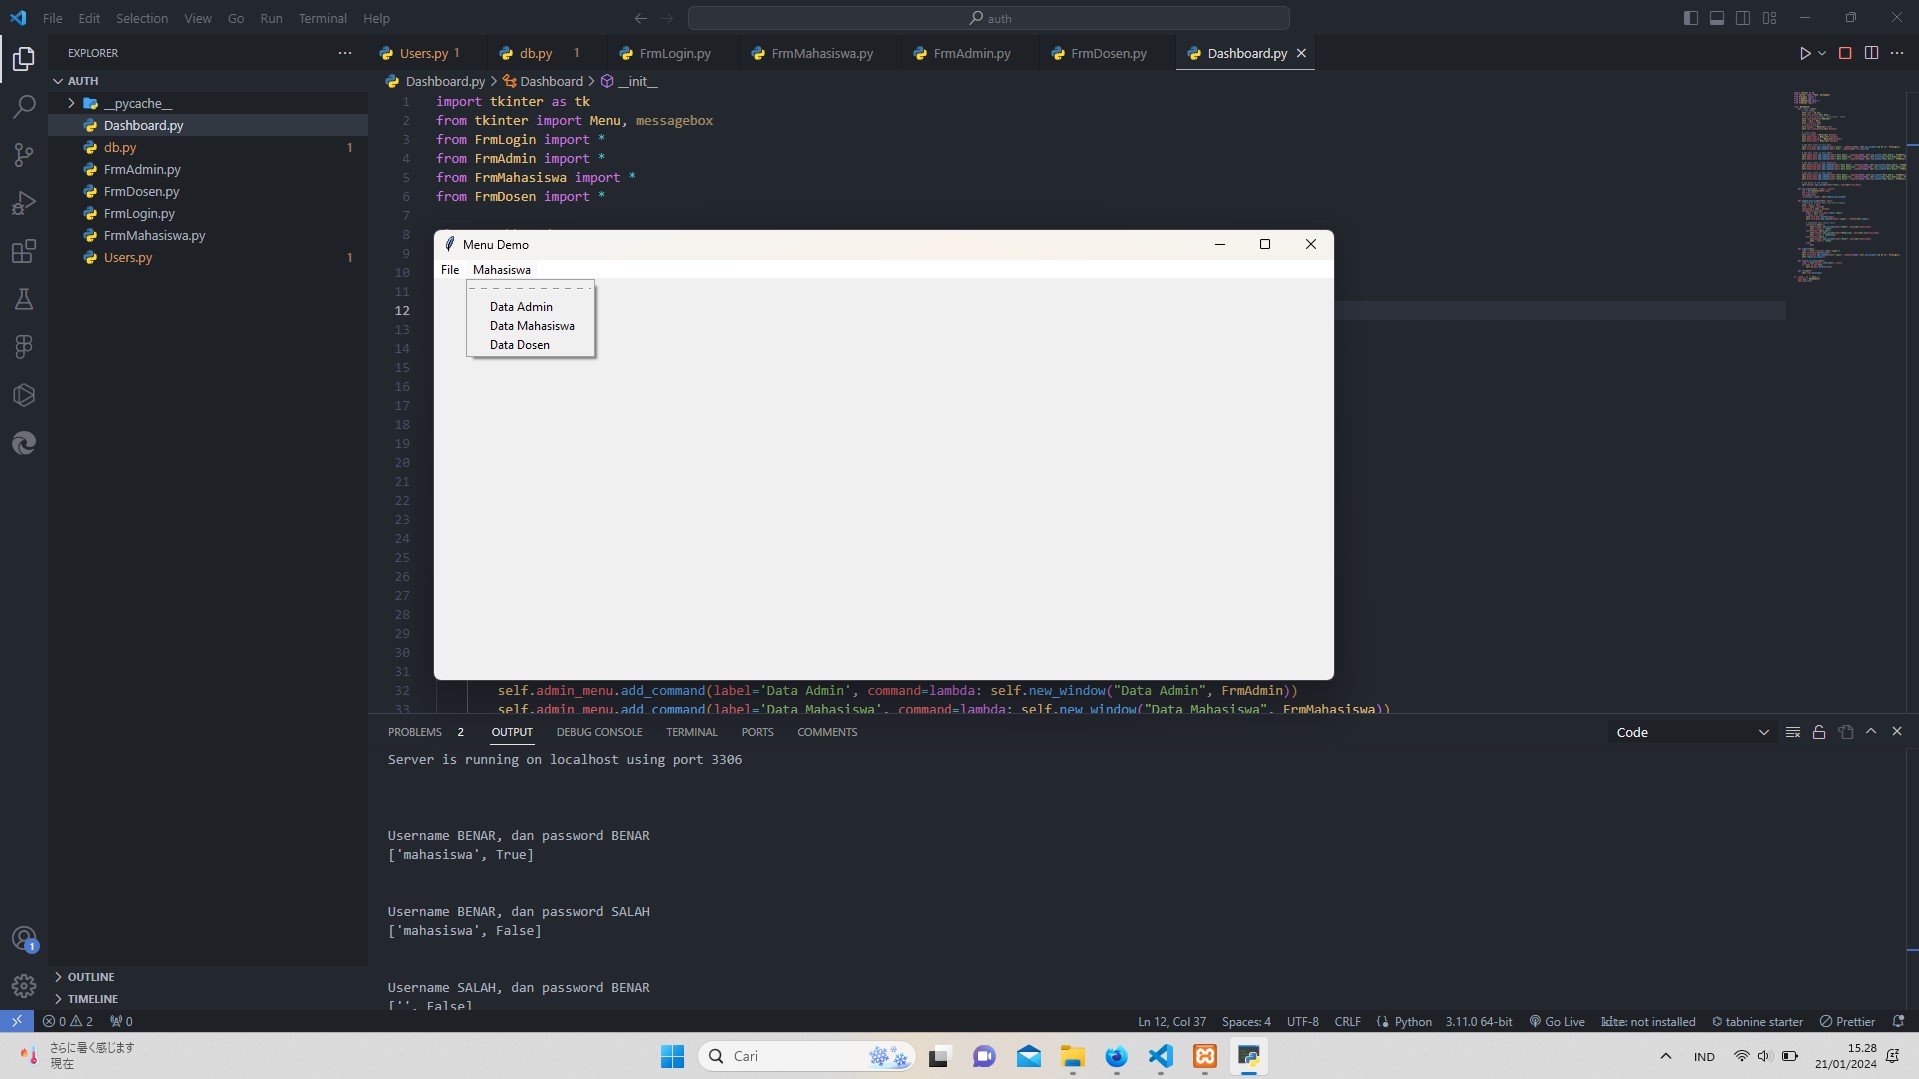 File Edit Selection View Go Run Terminal Help
auth
EXPLORER
Users.py 1
db.py 1
FrmLogin.py
FrmMahasiswa.py
FrmAdmin.py
FrmDosen.py
Dashboard.py
AUTH
__pycache__
Dashboard.py
db.py 1
FrmAdmin.py
FrmDosen.py
FrmLogin.py
FrmMahasiswa.py
Users.py 1
Dashboard.py > Dashboard > __init__
1 import tkinter as tk
2 from tkinter import Menu, messagebox
3 from FrmLogin import *
4 from FrmAdmin import *
5 from FrmMahasiswa import *
6 from FrmDosen import *
7
8
9
10
11
12
13
14
15
16
17
18
19
20
21
22
23
24
25
26
27
28
29
30
31
32 self.admin_menu.add_command(label='Data Admin', command=lambda: self.new_window("Data Admin", FrmAdmin))
33 self.admin_menu.add_command(label='Data Mahasiswa', command=lambda: self.new_window("Data Mahasiswa", FrmMahasiswa))
Menu Demo
File Mahasiswa
Data Admin
Data Mahasiswa
Data Dosen
PROBLEMS 2 OUTPUT DEBUG CONSOLE TERMINAL PORTS COMMENTS
Code
Server is running on localhost using port 3306
Username BENAR, dan password BENAR
['mahasiswa', True]
Username BENAR, dan password SALAH
['mahasiswa', False]
Username SALAH, dan password BENAR
['', False]
OUTLINE
TIMELINE
1
0 2 0
Ln 12, Col 37 Spaces: 4 UTF-8 CRLF Python 3.11.0 64-bit Go Live kite: not installed tabnine starter Prettier
さらに暑く感じます
現在
Cari
IND
15.28
21/01/2024